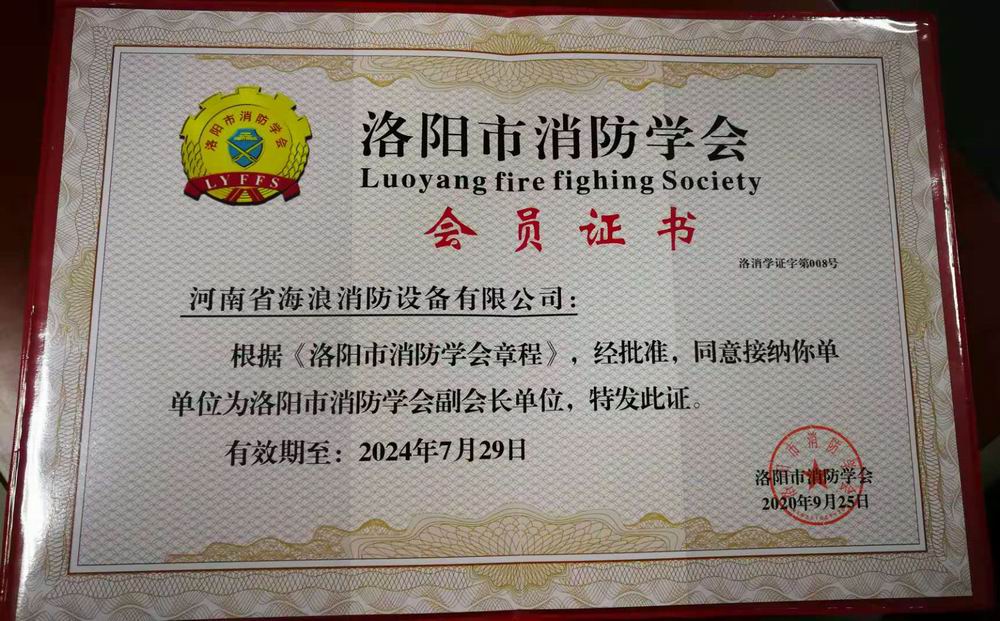 洛阳市消防学会
LYFFS
洛阳市消防学会
Luoyang fire fighing Society
会员证书
洛消学证字第008号
河南省海浪消防设备有限公司：
根据《洛阳市消防学会章程》，经批准，同意接纳你单
单位为洛阳市消防学会副会长单位，特发此证。
有效期至：2024年7月29日
洛阳市消防学会
2020年9月25日